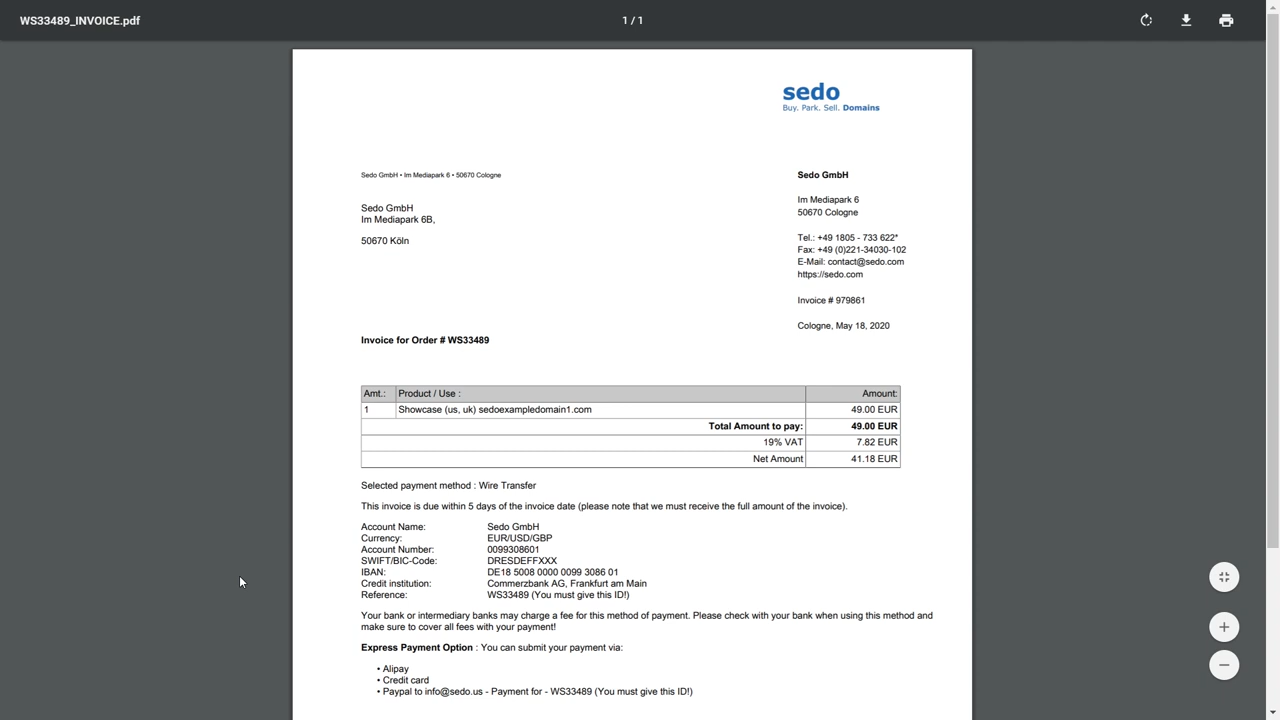 WS33489_INVOICE.pdf
1 / 1
sedo
Buy. Park. Sell. Domains
Sedo GmbH • Im Mediapark 6 • 50670 Cologne
Sedo GmbH
Im Mediapark 6B,
50670 Köln
Sedo GmbH
Im Mediapark 6
50670 Cologne
Tel.: +49 1805 - 733 622*
Fax: +49 (0)221-34030-102
E-Mail: contact@sedo.com
https://sedo.com
Invoice # 979861
Cologne, May 18, 2020
Invoice for Order # WS33489
Amt.: Product / Use : Amount:
1 Showcase (us, uk) sedoexampledomain1.com 49.00 EUR
Total Amount to pay: 49.00 EUR
19% VAT 7.82 EUR
Net Amount 41.18 EUR
Selected payment method : Wire Transfer
This invoice is due within 5 days of the invoice date (please note that we must receive the full amount of the invoice).
Account Name: Sedo GmbH
Currency: EUR/USD/GBP
Account Number: 0099308601
SWIFT/BIC-Code: DRESDEFFXXX
IBAN: DE18 5008 0000 0099 3086 01
Credit institution: Commerzbank AG, Frankfurt am Main
Reference: WS33489 (You must give this ID!)
Your bank or intermediary banks may charge a fee for this method of payment. Please check with your bank when using this method and
make sure to cover all fees with your payment!
Express Payment Option : You can submit your payment via:
• Alipay
• Credit card
• Paypal to info@sedo.us - Payment for - WS33489 (You must give this ID!)